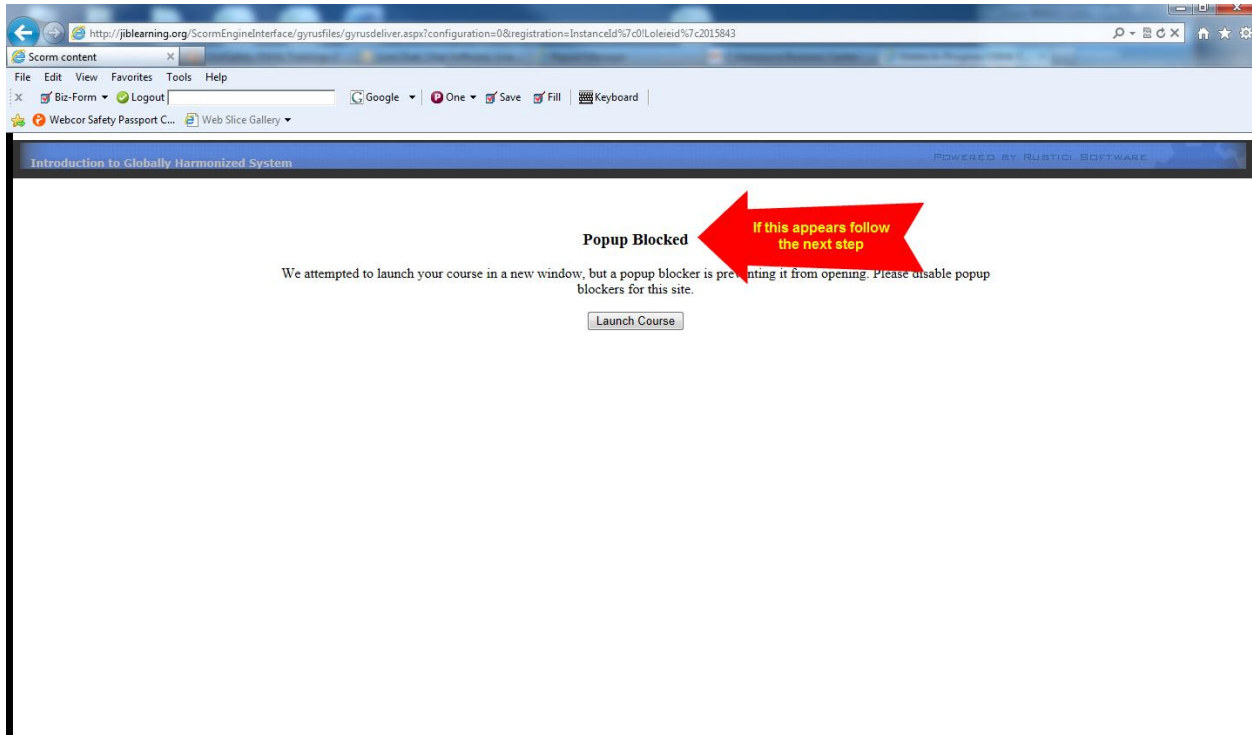 http://jiblearning.org/ScormEngineInterface/gyrusfiles/gyrusdeliver.aspx?configuration=0&registration=InstanceId%7c0!Loleieid%7c2015843
Scorm content
File Edit View Favorites Tools Help
Biz-Form Logout Google One Save Fill Keyboard
Webcor Safety Passport C... Web Slice Gallery
Introduction to Globally Harmonized System POWERED BY RUSTICI SOFTWARE
If this appears follow
the next step
Popup Blocked
We attempted to launch your course in a new window, but a popup blocker is preventing it from opening. Please disable popup
blockers for this site.
Launch Course